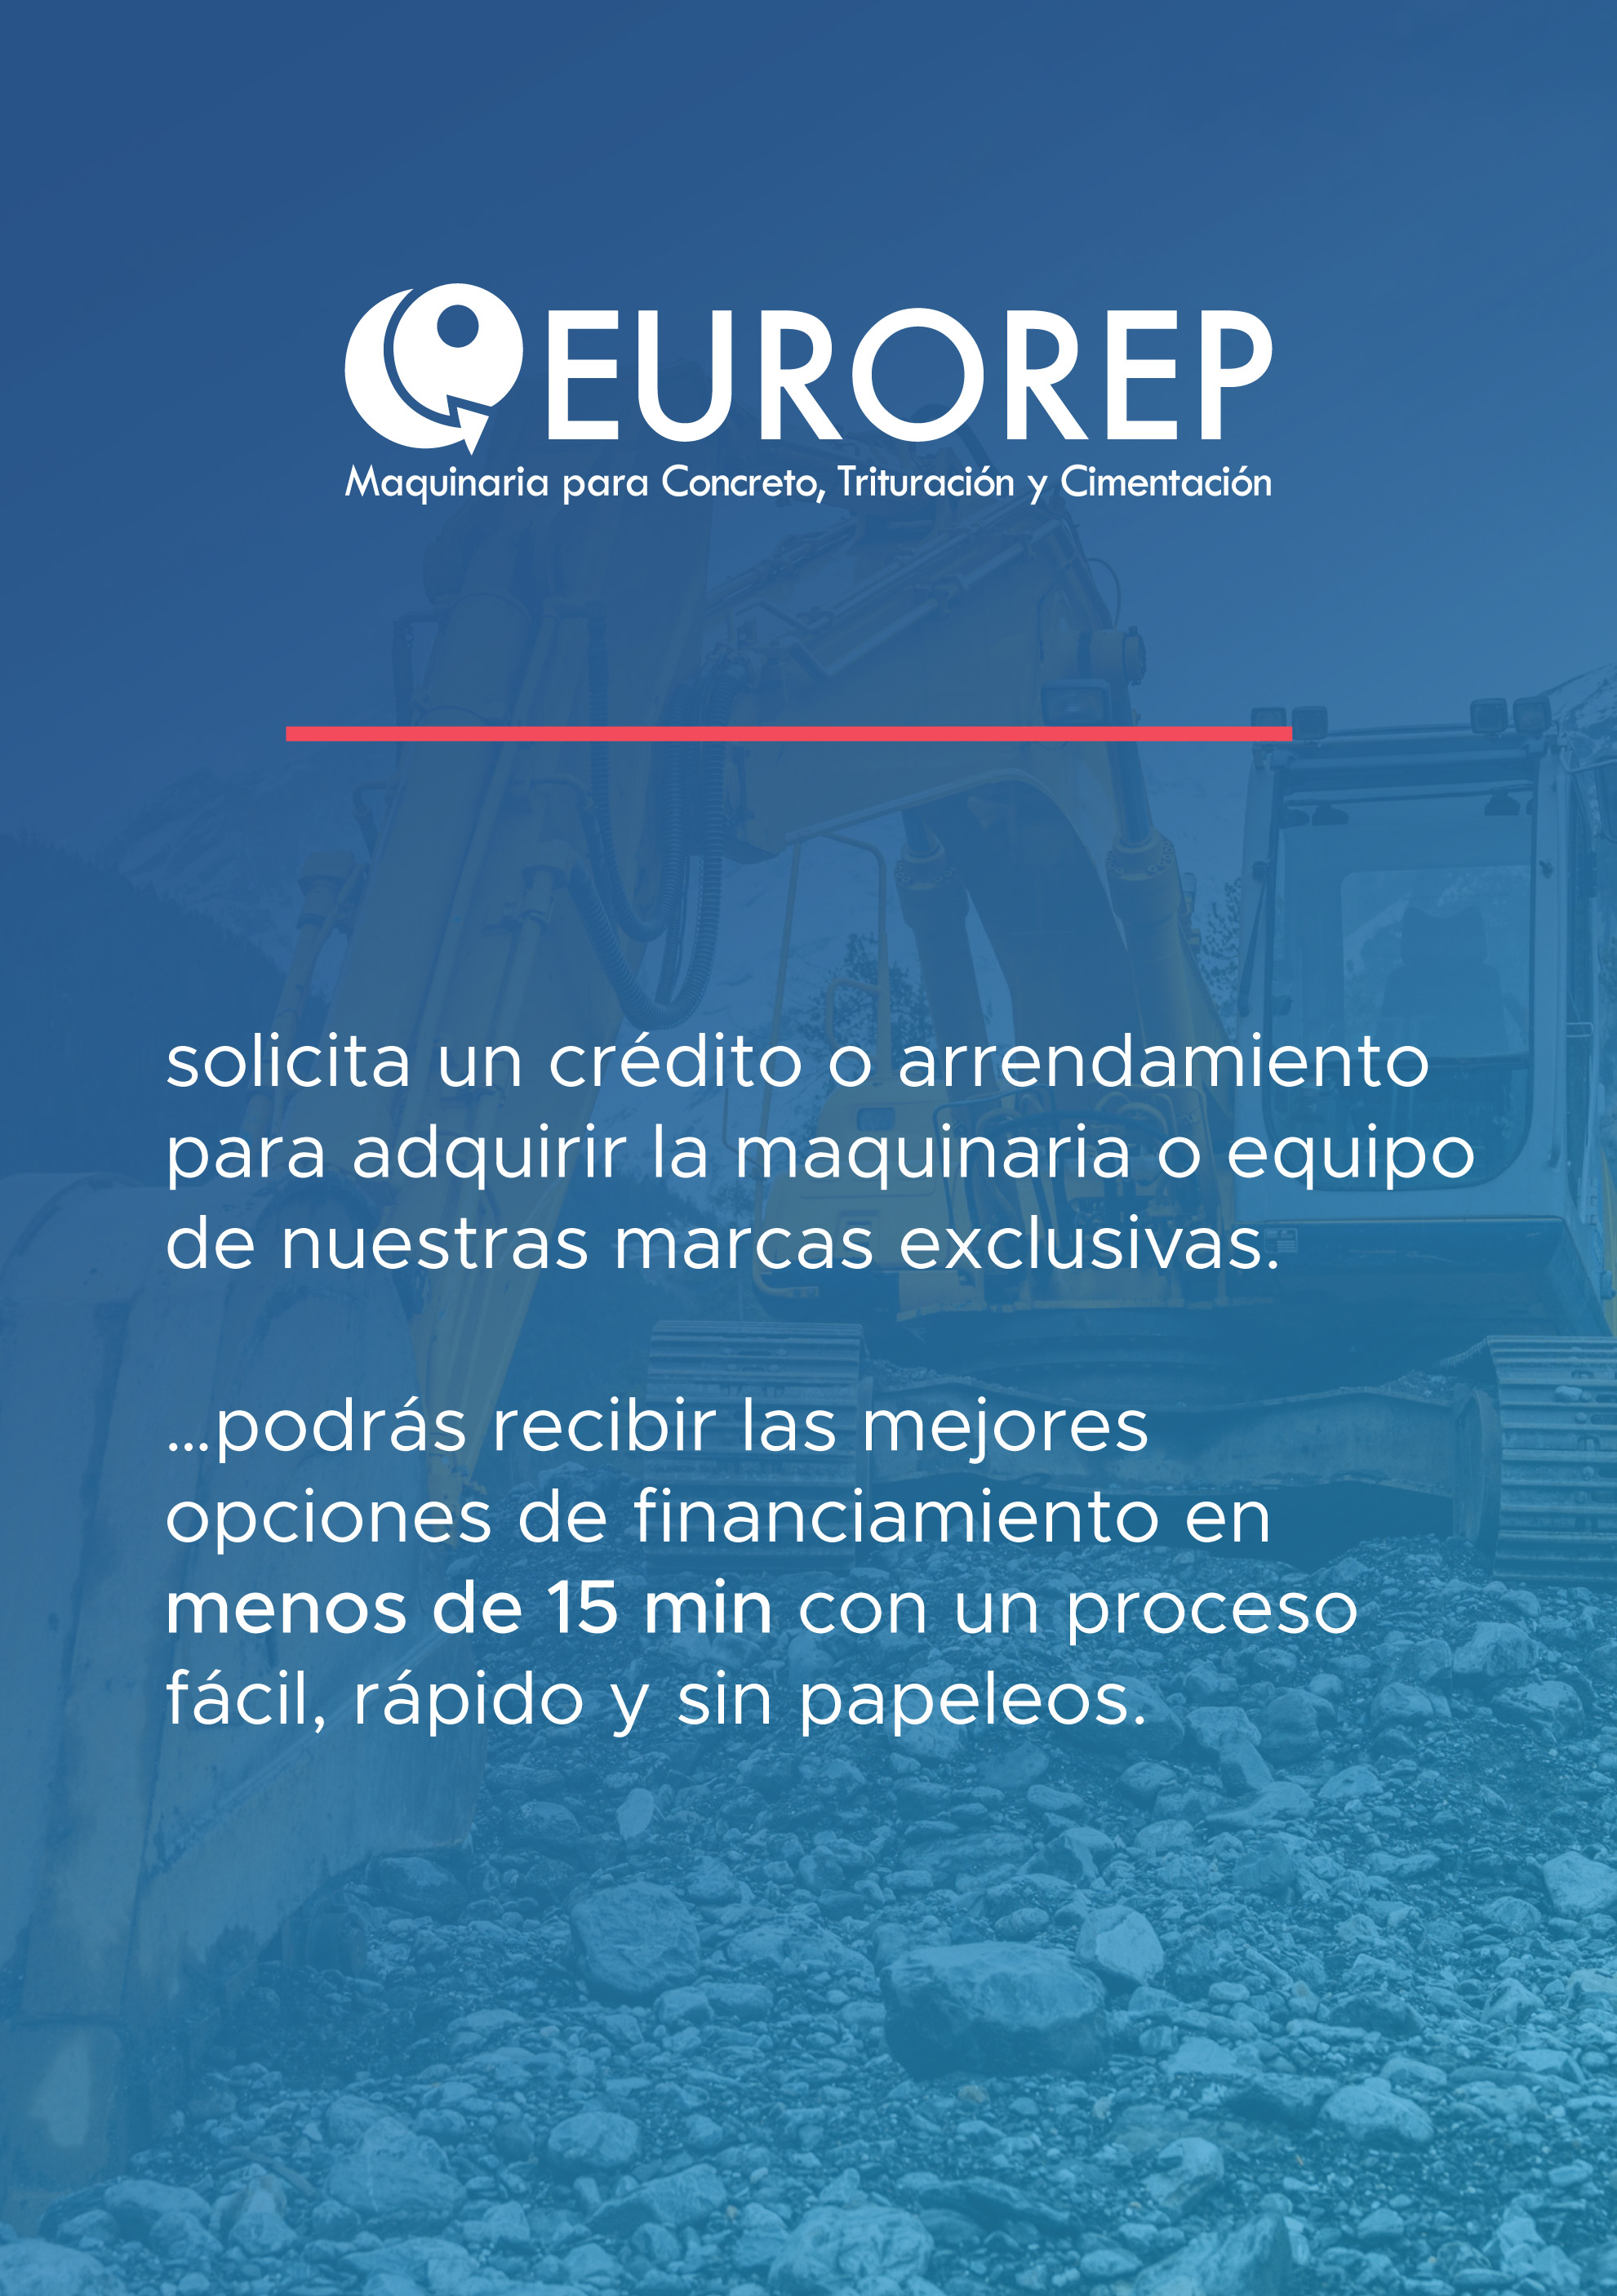 EUROREP
Maquinaria para Concreto, Trituración y Cimentación
solicita un crédito o arrendamiento
para adquirir la maquinaria o equipo
de nuestras marcas exclusivas.
...podrás recibir las mejores
opciones de financiamiento en
menos de 15 min con un proceso
fácil, rápido y sin papeleos.